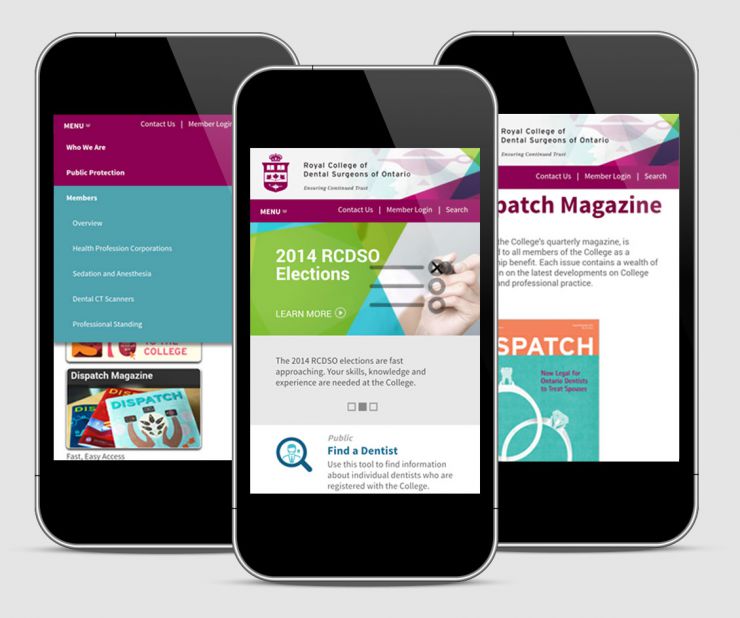 MENU
Contact Us | Member Login
Who We Are
Public Protection
Members
Overview
Health Profession Corporations
Sedation and Anesthesia
Dental CT Scanners
Professional Standing
TO THE
COLLEGE
Dispatch Magazine
DISPATCH
Fast, Easy Access
Royal College of
Dental Surgeons of Ontario
Ensuring Continued Trust
MENU
Contact Us | Member Login | Search
2014 RCDSO
Elections
LEARN MORE
The 2014 RCDSO elections are fast
approaching. Your skills, knowledge and
experience are needed at the College.
Public
Find a Dentist
Use this tool to find information
about individual dentists who are
registered with the College.
Royal College of
Dental Surgeons of Ontario
Ensuring Continued Trust
Contact Us | Member Login | Search
patch Magazine
the College's quarterly magazine, is
d to all members of the College as a
ship benefit. Each issue contains a wealth of
on on the latest developments on College
and professional practice.
SPATCH
Now Legal for
Ontario Dentists
to Treat Spouses